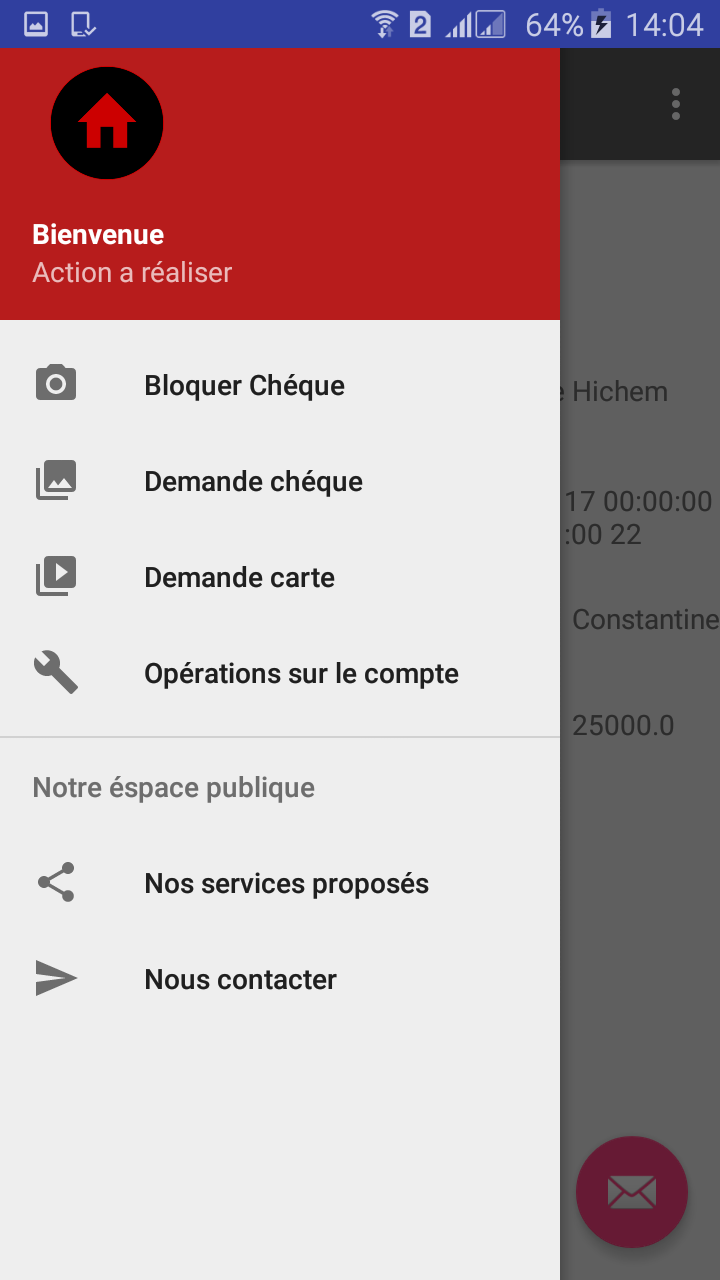 2 64% 14:04
Bienvenue
Action a réaliser
Bloquer Chéque
Hichem
Demande chéque
17 00:00:00
:00 22
Demande carte
Constantine
Opérations sur le compte
25000.0
Notre éspace publique
Nos services proposés
Nous contacter